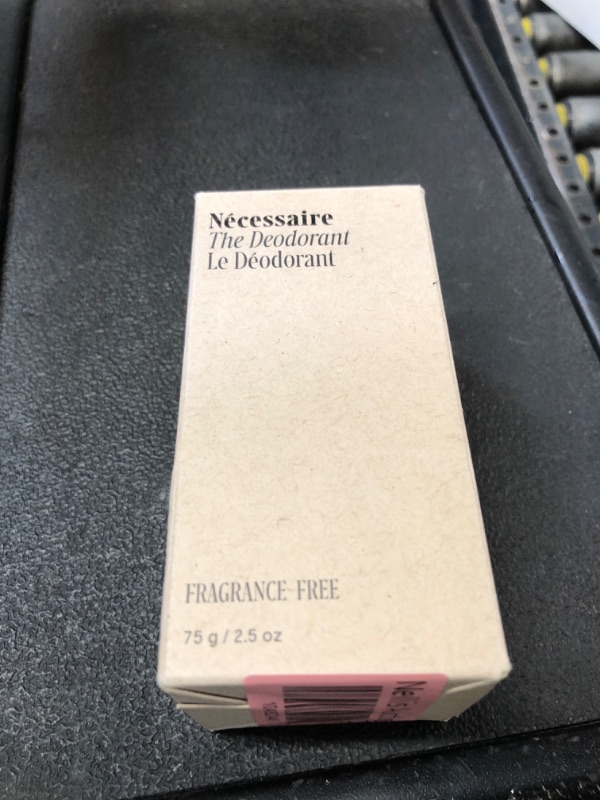 Nécessaire
The Deodorant
Le Déodorant
FRAGRANCE-FREE
75 g / 2.5 oz